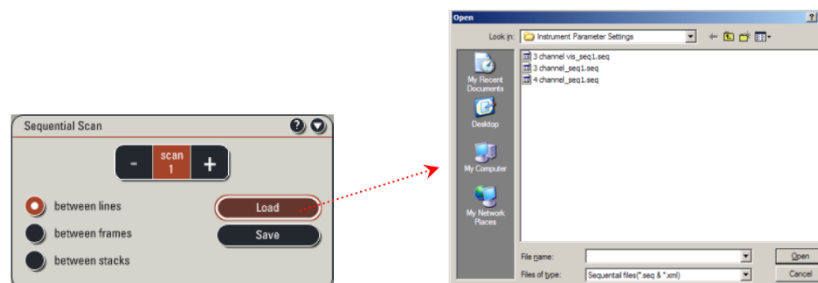 Sequential Scan
?
- scan 1 +
between lines
between frames
between stacks
Load
Save
Open
?
Look in:
Instrument Parameter Settings
3 channel vis_seq1.seq
3 channel_seq1.seq
4 channel_seq1.seq
My Recent
Documents
Desktop
My Computer
My Network
Places
File name:
Open
Files of type:
Sequental files(*.seq & *.xml)
Cancel